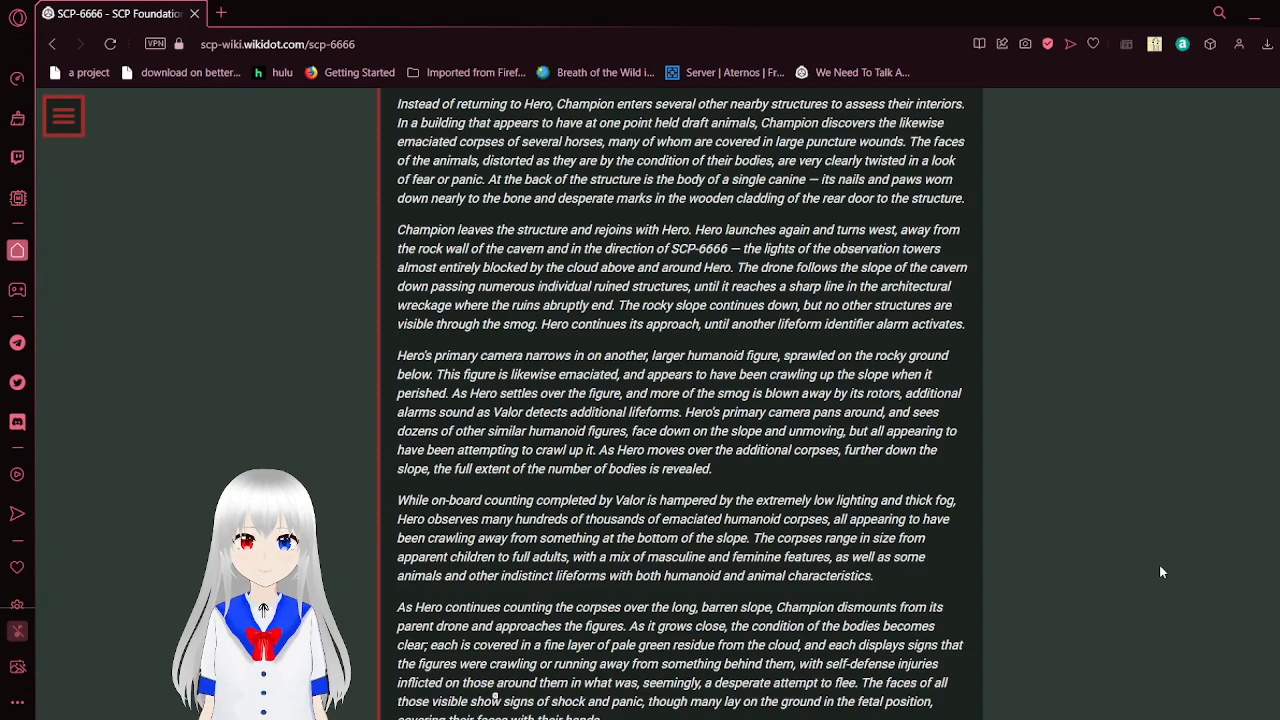 SCP-6666 - SCP Foundation
VPN
scp-wiki.wikidot.com/scp-6666
a project
download on better...
hulu
Getting Started
Imported from Firef...
Breath of the Wild i...
Server | Aternos | Fr...
We Need To Talk A...
Instead of returning to Hero, Champion enters several other nearby structures to assess their interiors.
In a building that appears to have at one point held draft animals, Champion discovers the likewise
emaciated corpses of several horses, many of whom are covered in large puncture wounds. The faces
of the animals, distorted as they are by the condition of their bodies, are very clearly twisted in a look
of fear or panic. At the back of the structure is the body of a single canine — its nails and paws worn
down nearly to the bone and desperate marks in the wooden cladding of the rear door to the structure.
Champion leaves the structure and rejoins with Hero. Hero launches again and turns west, away from
the rock wall of the cavern and in the direction of SCP-6666 — the lights of the observation towers
almost entirely blocked by the cloud above and around Hero. The drone follows the slope of the cavern
down passing numerous individual ruined structures, until it reaches a sharp line in the architectural
wreckage where the ruins abruptly end. The rocky slope continues down, but no other structures are
visible through the smog. Hero continues its approach, until another lifeform identifier alarm activates.
Hero's primary camera narrows in on another, larger humanoid figure, sprawled on the rocky ground
below. This figure is likewise emaciated, and appears to have been crawling up the slope when it
perished. As Hero settles over the figure, and more of the smog is blown away by its rotors, additional
alarms sound as Valor detects additional lifeforms. Hero's primary camera pans around, and sees
dozens of other similar humanoid figures, face down on the slope and unmoving, but all appearing to
have been attempting to crawl up it. As Hero moves over the additional corpses, further down the
slope, the full extent of the number of bodies is revealed.
While on-board counting completed by Valor is hampered by the extremely low lighting and thick fog,
Hero observes many hundreds of thousands of emaciated humanoid corpses, all appearing to have
been crawling away from something at the bottom of the slope. The corpses range in size from
apparent children to full adults, with a mix of masculine and feminine features, as well as some
animals and other indistinct lifeforms with both humanoid and animal characteristics.
As Hero continues counting the corpses over the long, barren slope, Champion dismounts from its
parent drone and approaches the figures. As it grows close, the condition of the bodies becomes
clear; each is covered in a fine layer of pale green residue from the cloud, and each displays signs that
the figures were crawling or running away from something behind them, with self-defense injuries
inflicted on those around them in what was, seemingly, a desperate attempt to flee. The faces of all
those visible show signs of shock and panic, though many lay on the ground in the fetal position,
covering their faces with their hands.